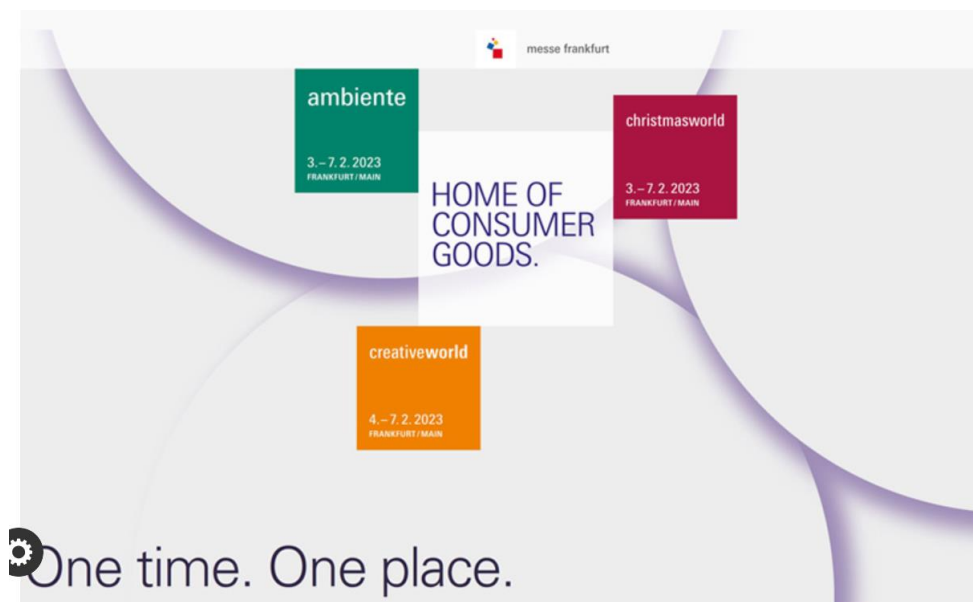 messe frankfurt
ambiente
3.–7. 2. 2023
FRANKFURT / MAIN
christmasworld
3.–7. 2. 2023
FRANKFURT / MAIN
HOME OF
CONSUMER
GOODS.
creativeworld
4.–7. 2. 2023
FRANKFURT / MAIN
One time. One place.